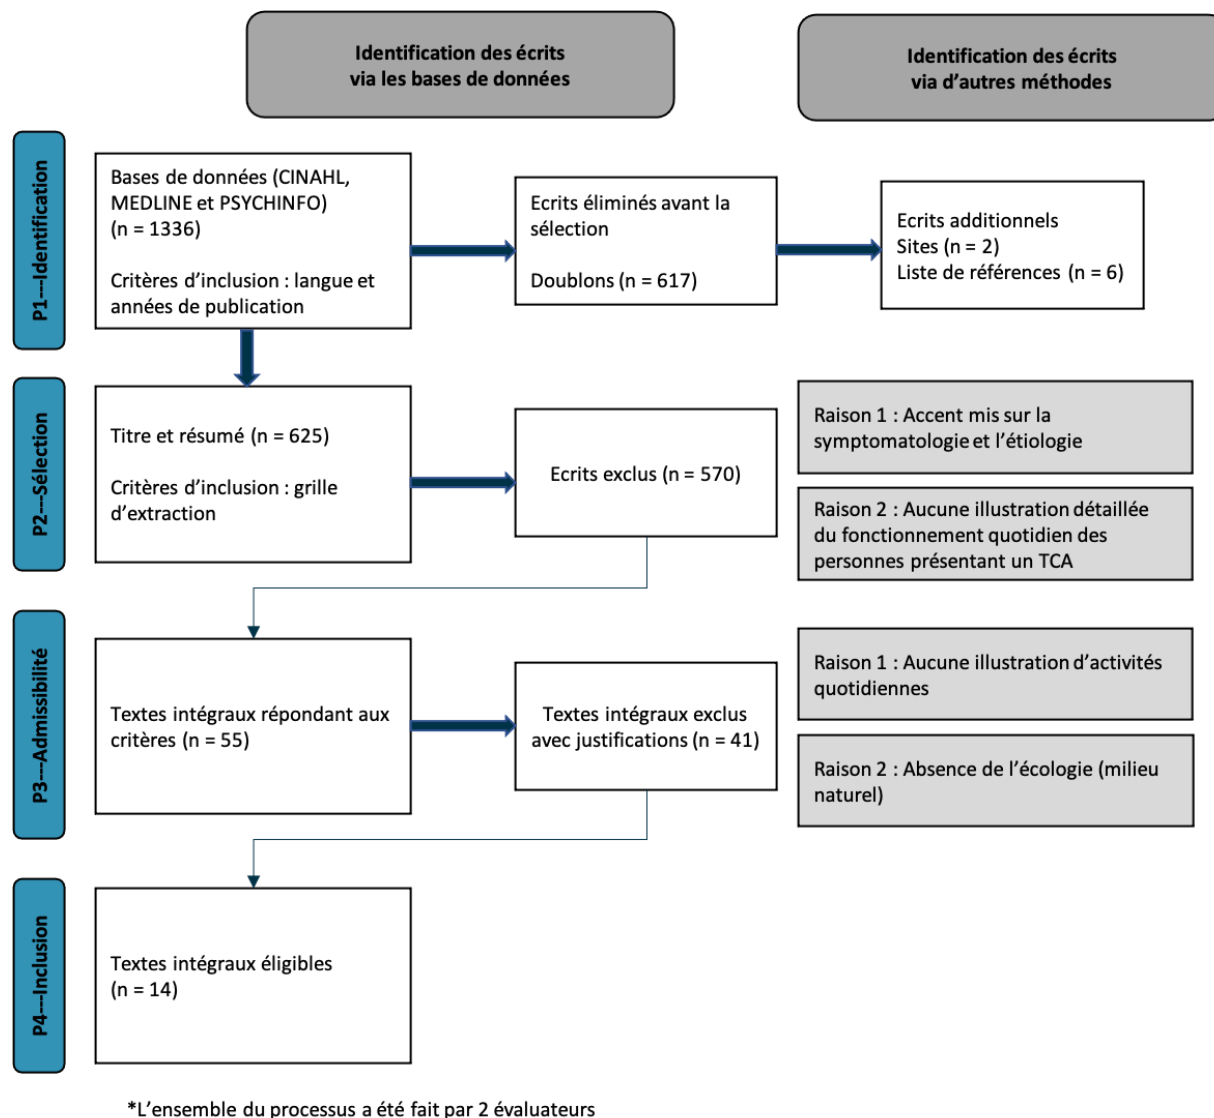 Identification des écrits
via les bases de données
Identification des écrits
via d'autres méthodes
P1---Identification
Bases de données (CINAHL,
MEDLINE et PSYCHINFO)
(n = 1336)
Critères d'inclusion : langue et
années de publication
Ecrits éliminés avant la
sélection
Doublons (n = 617)
Ecrits additionnels
Sites (n = 2)
Liste de références (n = 6)
P2---Sélection
Titre et résumé (n = 625)
Critères d'inclusion : grille
d'extraction
Ecrits exclus (n = 570)
Raison 1 : Accent mis sur la
symptomatologie et l'étiologie
Raison 2 : Aucune illustration détaillée
du fonctionnement quotidien des
personnes présentant un TCA
P3---Admissibilité
Textes intégraux répondant aux
critères (n = 55)
Textes intégraux exclus
avec justifications (n = 41)
Raison 1 : Aucune illustration d'activités
quotidiennes
Raison 2 : Absence de l'écologie (milieu
naturel)
P4---Inclusion
Textes intégraux éligibles
(n = 14)
*L'ensemble du processus a été fait par 2 évaluateurs